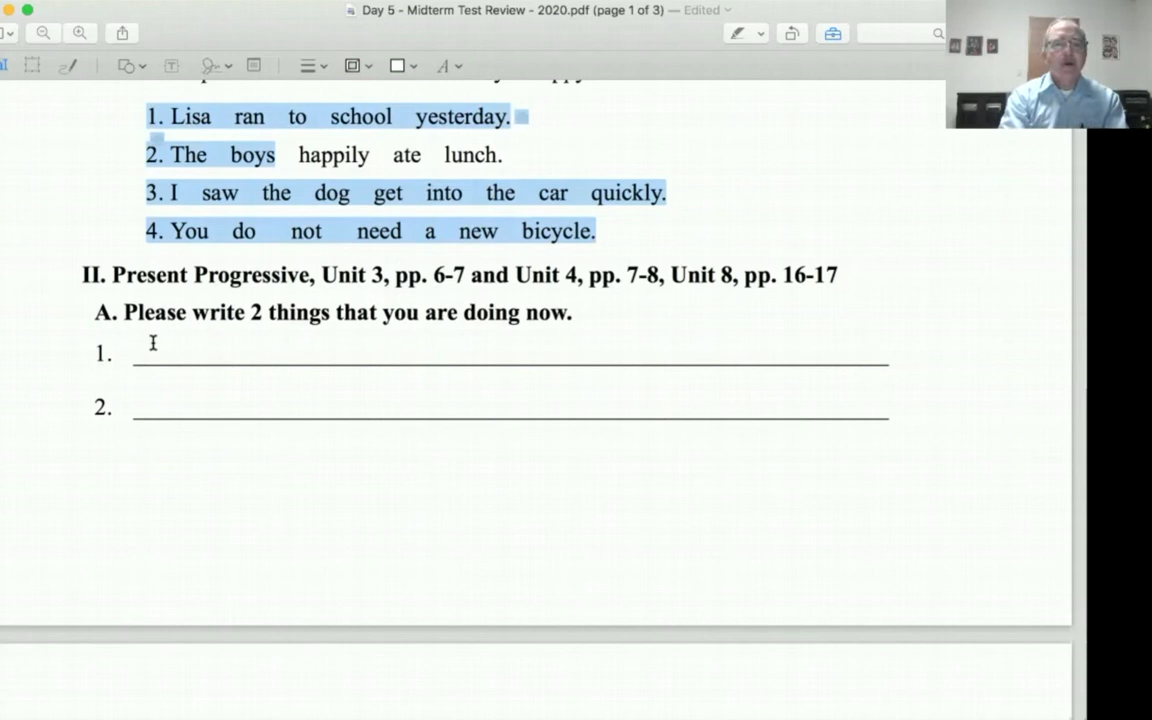 Day 5 - Midterm Test Review - 2020.pdf (page 1 of 3) — Edited
1. Lisa ran to school yesterday.
2. The boys happily ate lunch.
3. I saw the dog get into the car quickly.
4. You do not need a new bicycle.
II. Present Progressive, Unit 3, pp. 6-7 and Unit 4, pp. 7-8, Unit 8, pp. 16-17
A. Please write 2 things that you are doing now.
1.
2.